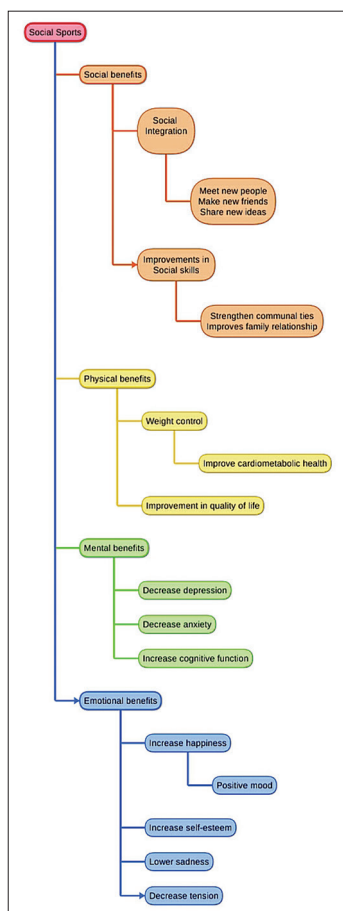 Social Sports
Social benefits
Social
Integration
Meet new people
Make new friends
Share new ideas
Improvements in
Social skills
Strengthen communal ties
Improves family relationship
Physical benefits
Weight control
Improve cardiometabolic health
Improvement in quality of life
Mental benefits
Decrease depression
Decrease anxiety
Increase cognitive function
Emotional benefits
Increase happiness
Positive mood
Increase self-esteem
Lower sadness
Decrease tension